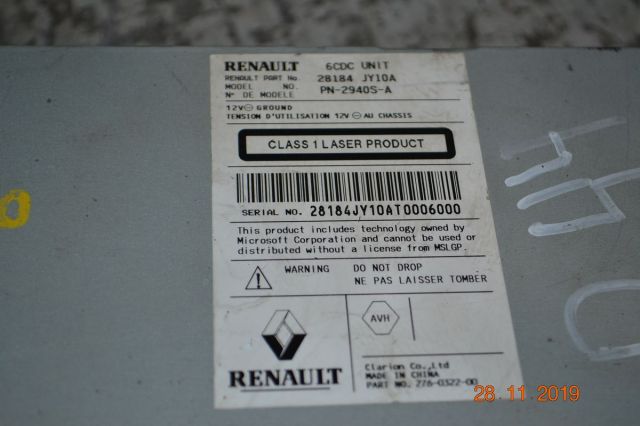 RENAULT 6CDC UNIT
RENAULT PART No. 28184 JY10A
MODEL NO. PN-2940S-A
N° DE MODELE
12V⊖ GROUND
TENSION D'UTILISATION 12V ⊖ AU CHASSIS
CLASS 1 LASER PRODUCT
SERIAL NO. 28184JY10AT0006000
This product includes technology owned by
Microsoft Corporation and cannot be used or
distributed without a license from MSLGP.
WARNING DO NOT DROP
NE PAS LAISSER TOMBER
AVH
RENAULT
Clarion Co.,Ltd
MADE IN CHINA
PART NO. 276-0322-00
28 11 2019